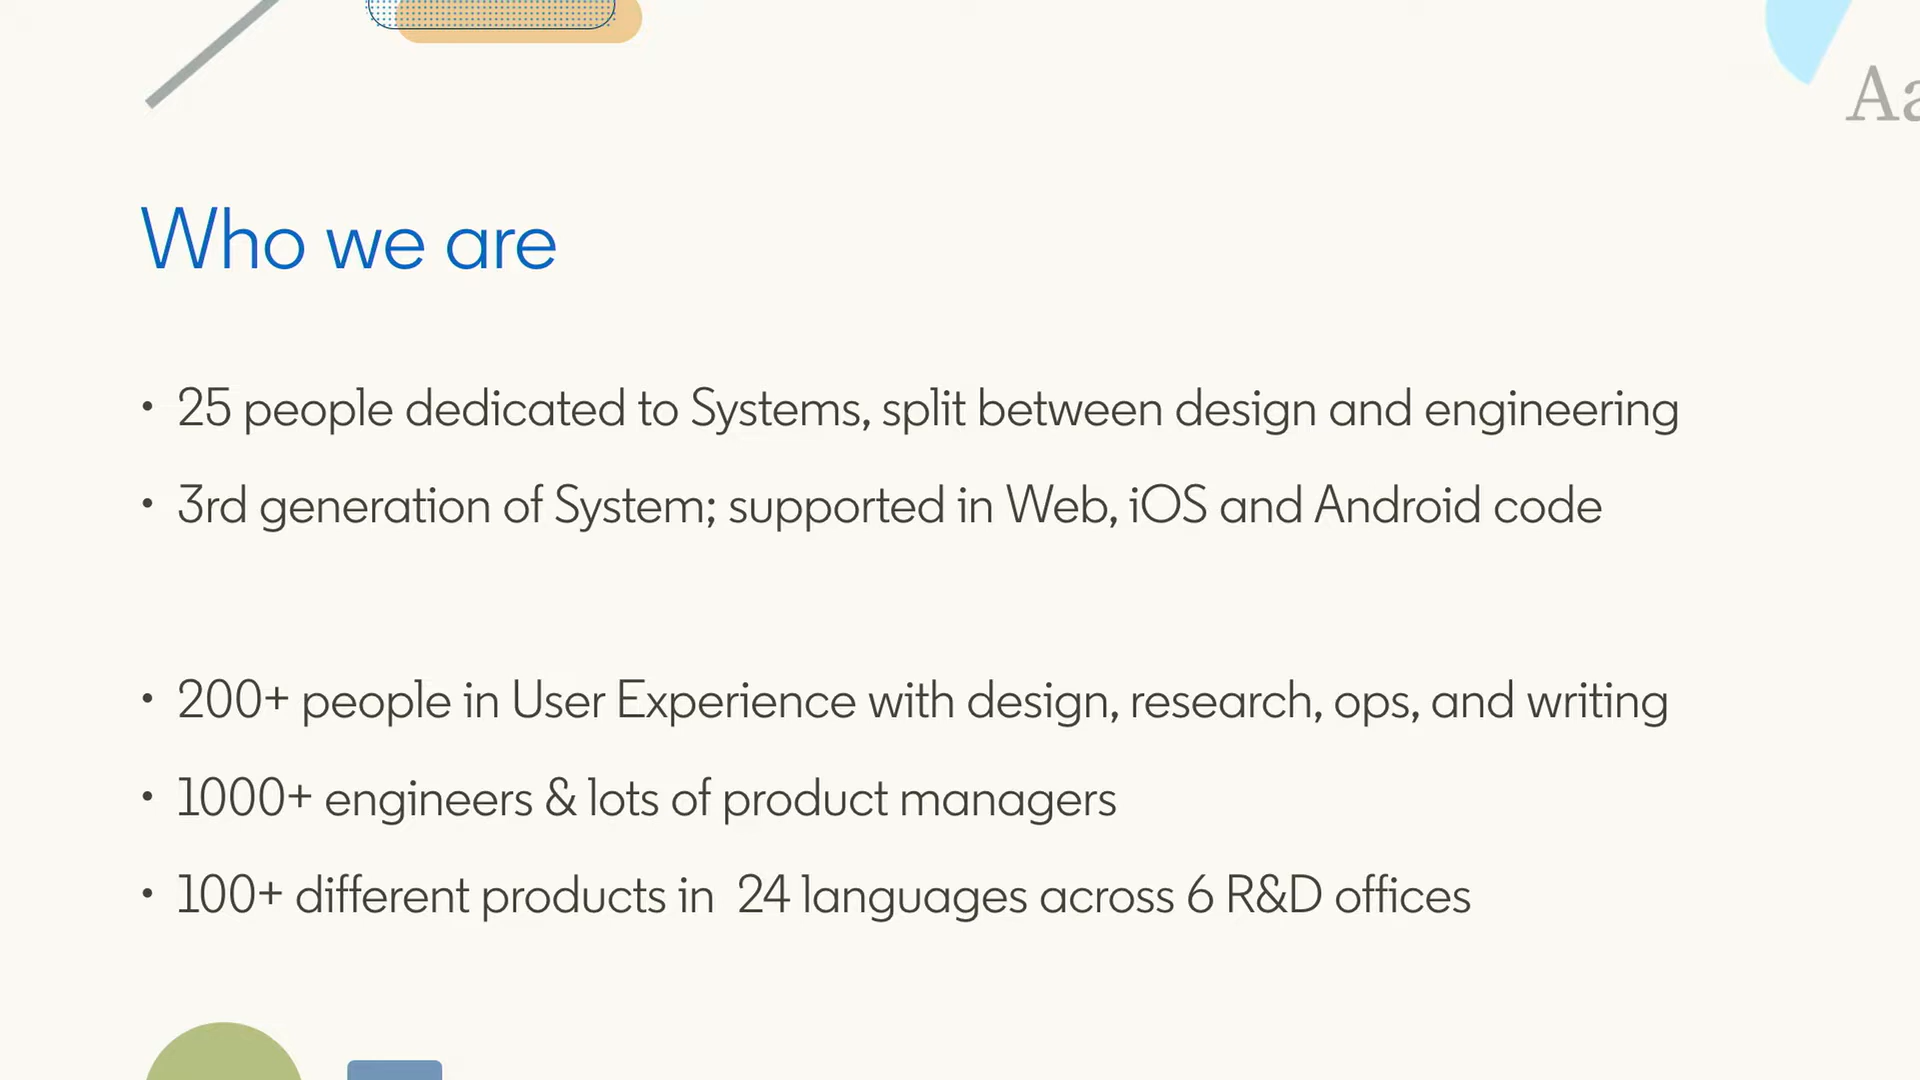 Aa
Who we are
• 25 people dedicated to Systems, split between design and engineering
• 3rd generation of System; supported in Web, iOS and Android code
• 200+ people in User Experience with design, research, ops, and writing
• 1000+ engineers & lots of product managers
• 100+ different products in  24 languages across 6 R&D offices